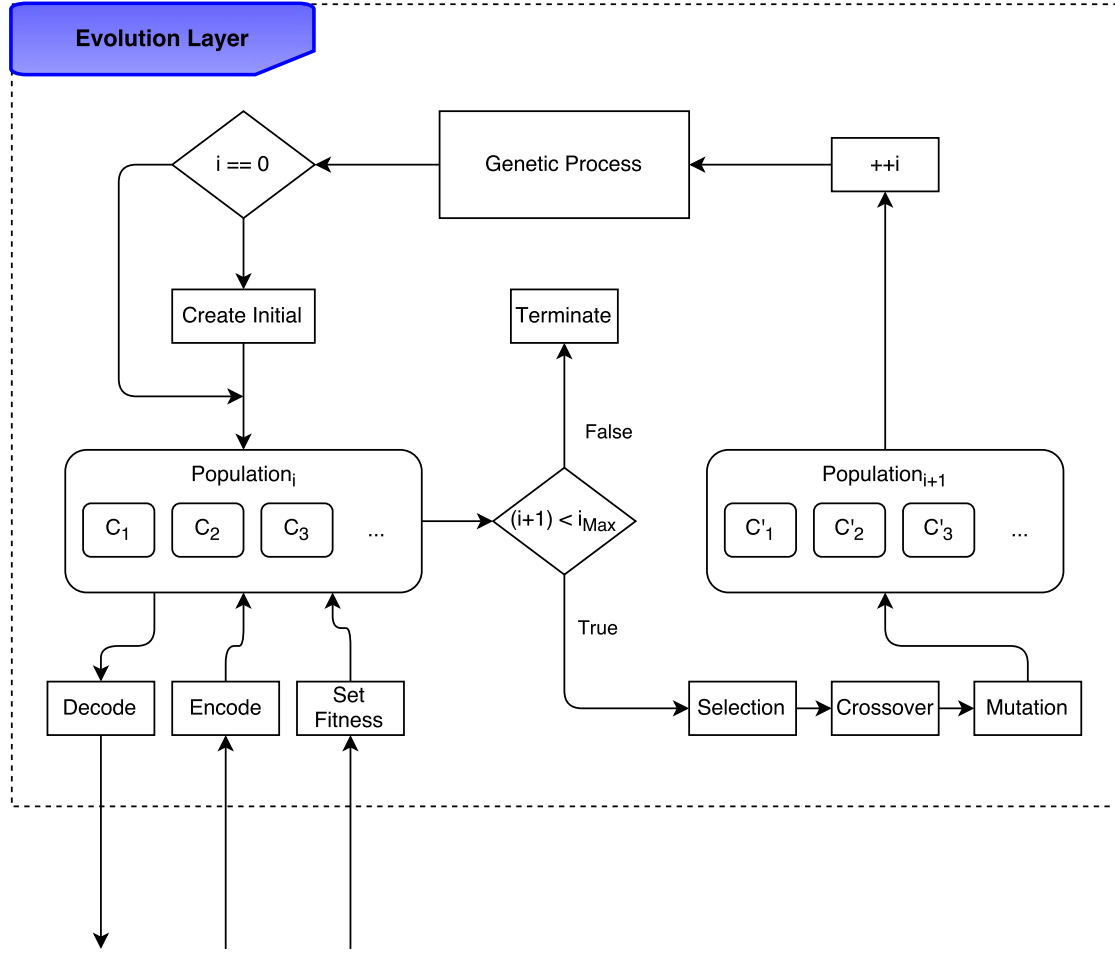 Evolution Layer
i == 0
Genetic Process
++i
Create Initial
Terminate
False
Populationi
C1
C2
C3
...
(i+1) < iMax
Populationi+1
C'1
C'2
C'3
...
True
Decode
Encode
Set
Fitness
Selection
Crossover
Mutation